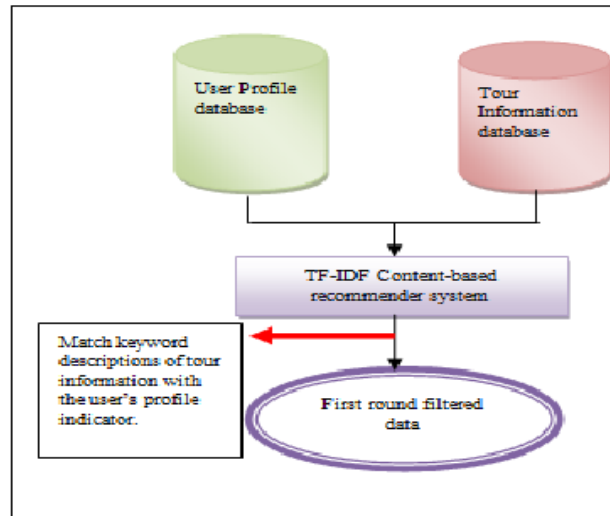 User Profile
database
Tour
Information
database
TF-IDF Content-based
recommender system
Match keyword
descriptions of tour
information with
the user's profile
indicator.
First round filtered
data